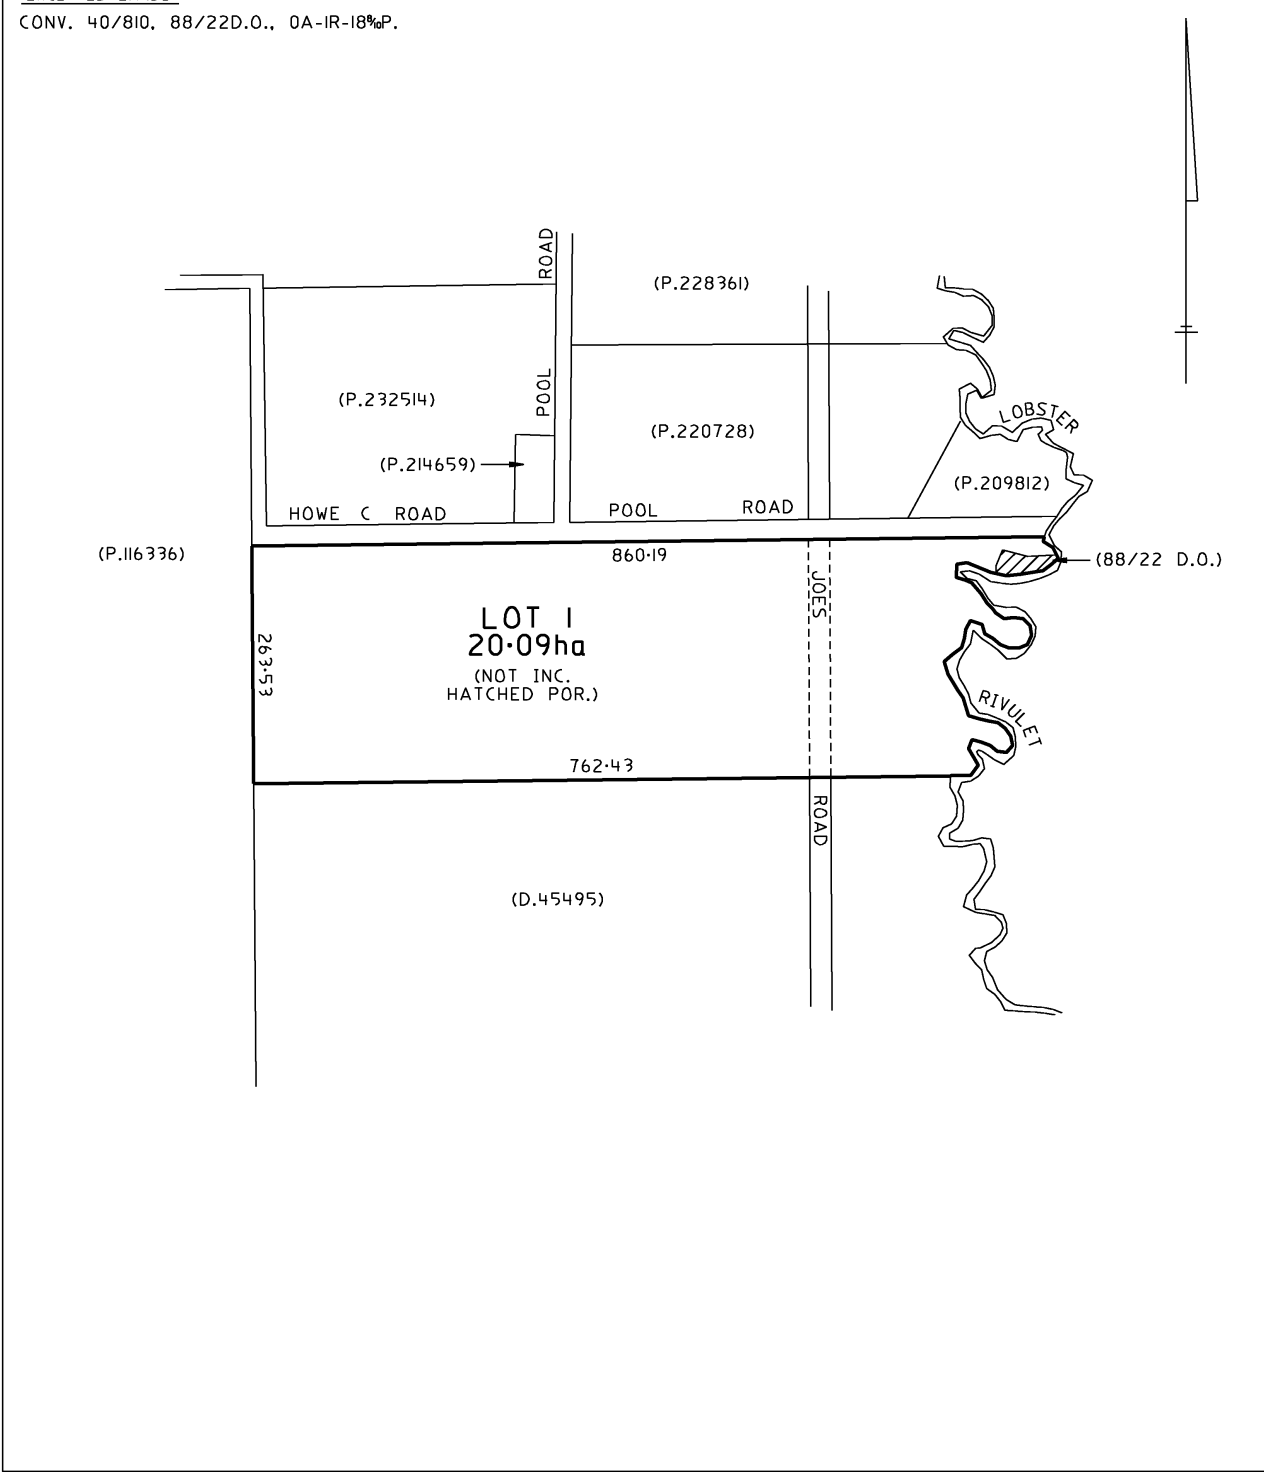 CONV. 40/810, 88/22D.O., 0A-1R-18⁸⁄₁₀P.
ROAD
POOL
(P.228361)
(P.232514)
(P.220728)
LOBSTER
(P.214659)
(P.209812)
HOWE C ROAD
POOL ROAD
(P.116336)
860·19
(88/22 D.O.)
JOES
LOT 1
20·09ha
(NOT INC.
HATCHED POR.)
263·53
RIVULET
762·43
ROAD
(D.45495)